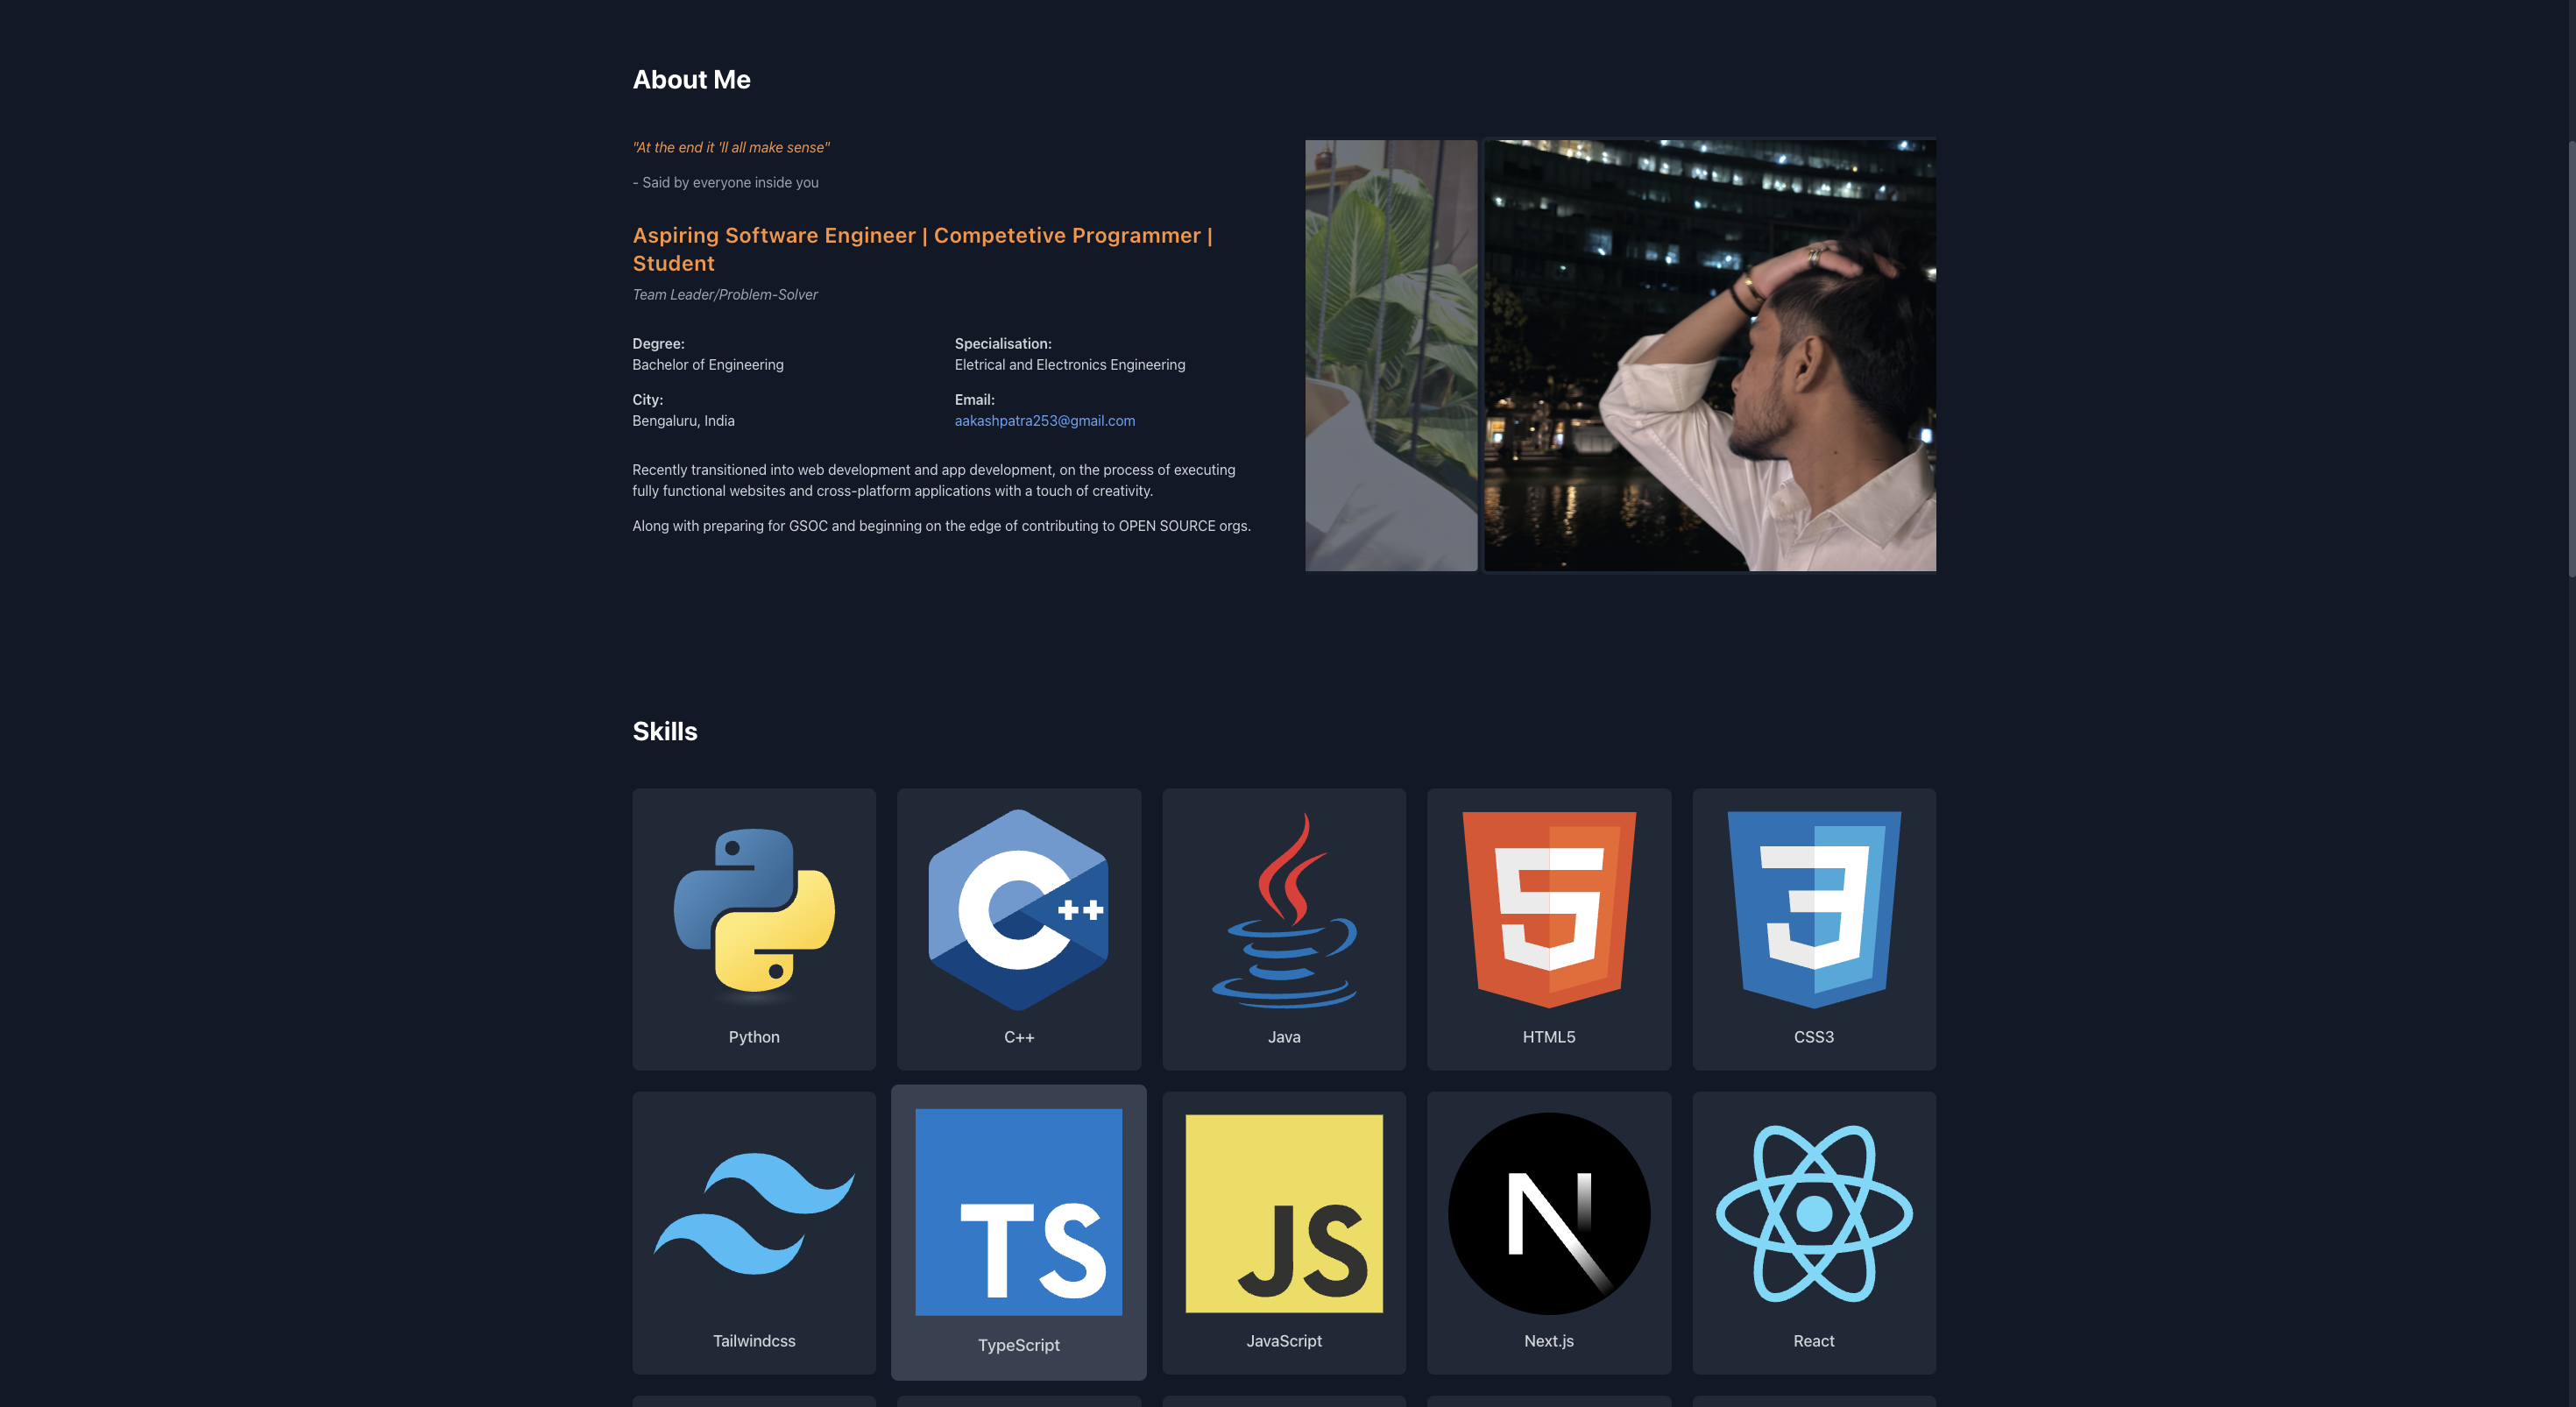 About Me
"At the end it 'll all make sense"
- Said by everyone inside you
Aspiring Software Engineer | Competetive Programmer |
Student
Team Leader/Problem-Solver
Degree:
Bachelor of Engineering
Specialisation:
Eletrical and Electronics Engineering
City:
Bengaluru, India
Email:
aakashpatra253@gmail.com
Recently transitioned into web development and app development, on the process of executing
fully functional websites and cross-platform applications with a touch of creativity.
Along with preparing for GSOC and beginning on the edge of contributing to OPEN SOURCE orgs.
Skills
C++
5
3
Python
C++
Java
HTML5
CSS3
TS
JS
N
Tailwindcss
TypeScript
JavaScript
Next.js
React